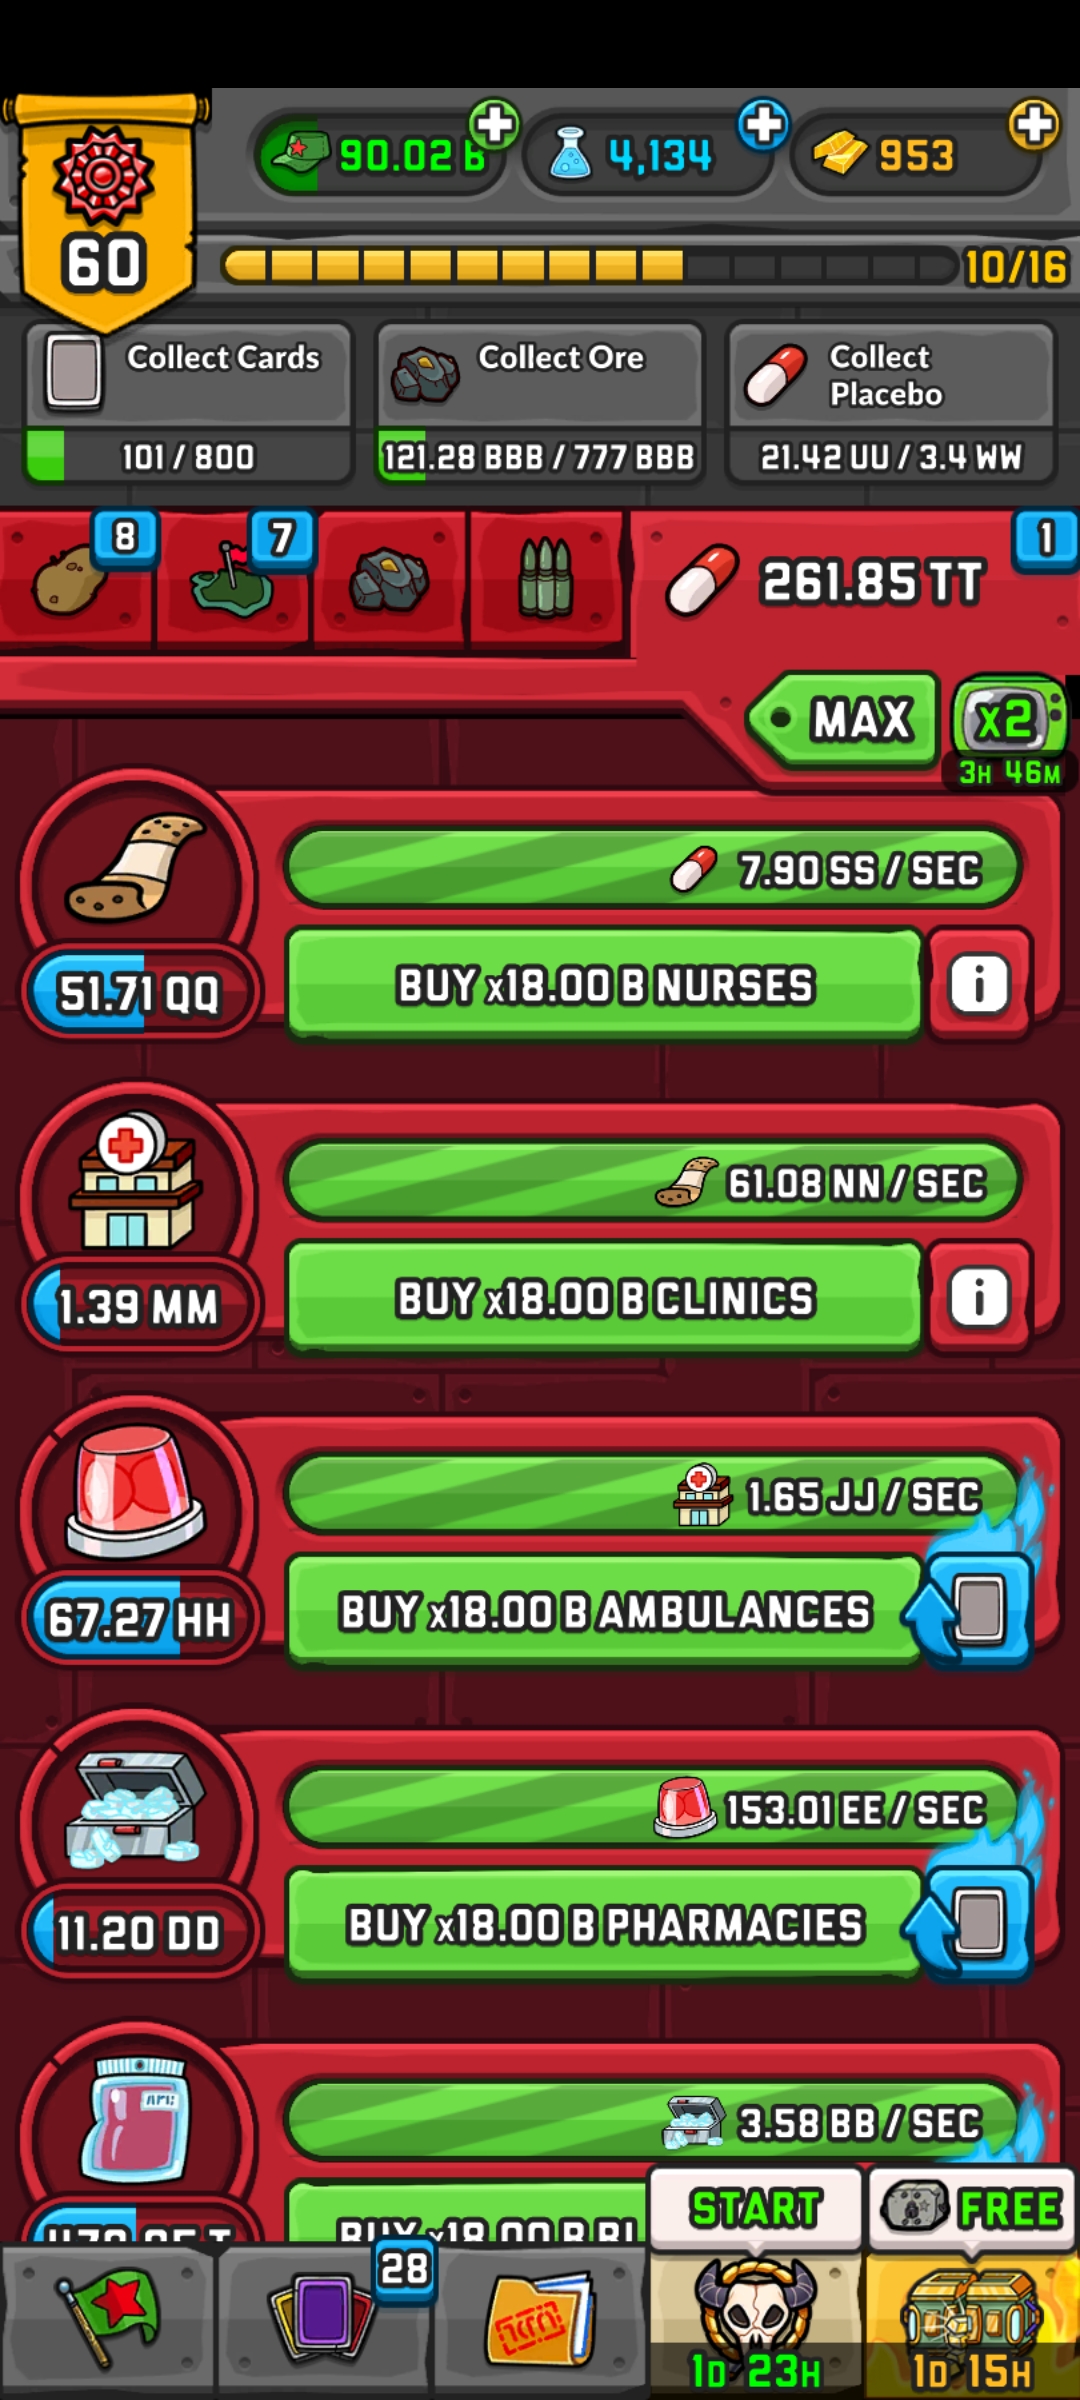 90.02 B
4,134
953
60
10/16
Collect Cards
101 / 800
Collect Ore
121.28 BBB / 777 BBB
Collect
Placebo
21.42 UU / 3.4 WW
8
7
261.85 TT
1
MAX
x2
3H 46M
7.90 SS / SEC
51.71 QQ
BUY x18.00 B NURSES
i
61.08 NN / SEC
1.39 MM
BUY x18.00 B CLINICS
i
1.65 JJ / SEC
67.27 HH
BUY x18.00 B AMBULANCES
153.01 EE / SEC
11.20 DD
BUY x18.00 B PHARMACIES
3.58 BB / SEC
BUY x18.00 B BL
START
FREE
28
1D 23H
1D 15H